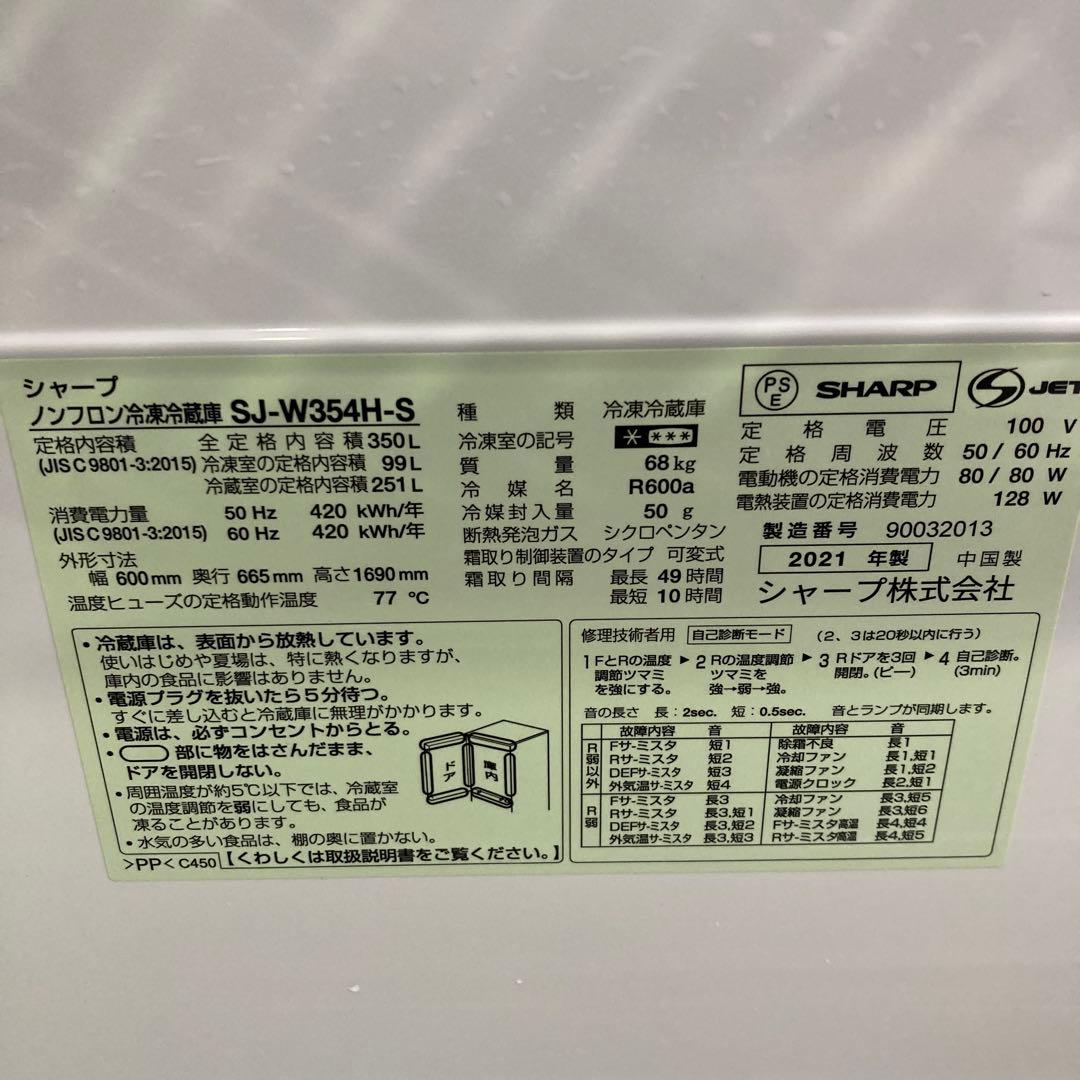 シャープ
ノンフロン冷凍冷蔵庫 SJ-W354H-S
定格内容積 全定格内容積 350L
(JIS C 9801-3:2015) 冷凍室の定格内容積 99L
冷蔵室の定格内容積 251L
消費電力量 50 Hz 420 kWh/年
(JIS C 9801-3:2015) 60 Hz 420 kWh/年
外形寸法
幅 600mm 奥行 665mm 高さ1690mm
温度ヒューズの定格動作温度 77 ℃
種類 冷凍冷蔵庫
冷凍室の記号 * ***
質量 68kg
冷媒名 R600a
冷媒封入量 50 g
断熱発泡ガス シクロペンタン
霜取り制御装置のタイプ 可変式
霜取り間隔 最長 49時間
最短 10時間
PSE SHARP S JET
定格電圧 100 V
定格周波数 50/ 60 Hz
電動機の定格消費電力 80/ 80 W
電熱装置の定格消費電力 128 W
製造番号 90032013
2021 年製 中国製
シャープ株式会社
・冷蔵庫は、表面から放熱しています。
使いはじめや夏場は、特に熱くなりますが、
庫内の食品に影響はありません。
・電源プラグを抜いたら5分待つ。
すぐに差し込むと冷蔵庫に無理がかかります。
・電源は、必ずコンセントからとる。
・部に物をはさんだまま、
ドアを開閉しない。
・周囲温度が約5℃以下では、冷蔵室
の温度調節を弱にしても、食品が
凍ることがあります。
・水気の多い食品は、棚の奥に置かない。
>PP< C450 【くわしくは取扱説明書をご覧ください。】
ドア 庫内
修理技術者用 自己診断モード (2、3は20秒以内に行う)
1 FとRの温度調節ツマミを強にする。 ▶ 2 Rの温度調節ツマミを強→弱→強。 ▶ 3 Rドアを3回開閉。(ピー) ▶ 4 自己診断。(3min)
音の長さ 長：2sec. 短：0.5sec. 音とランプが同期します。
故障内容 音 故障内容 音
R弱以外 Fサ-ミスタ 短1 除霜不良 長1
Rサ-ミスタ 短2 冷却ファン 長1,短1
DEFサ-ミスタ 短3 凝縮ファン 長1,短2
外気温サ-ミスタ 短4 電源クロック 長2,短1
R弱 Fサ-ミスタ 長3 冷却ファン 長3,短5
Rサ-ミスタ 長3,短1 凝縮ファン 長3,短6
DEFサ-ミスタ 長3,短2 Fサ-ミスタ高温 長4,短4
外気温サ-ミスタ 長3,短3 Rサ-ミスタ高温 長4,短5